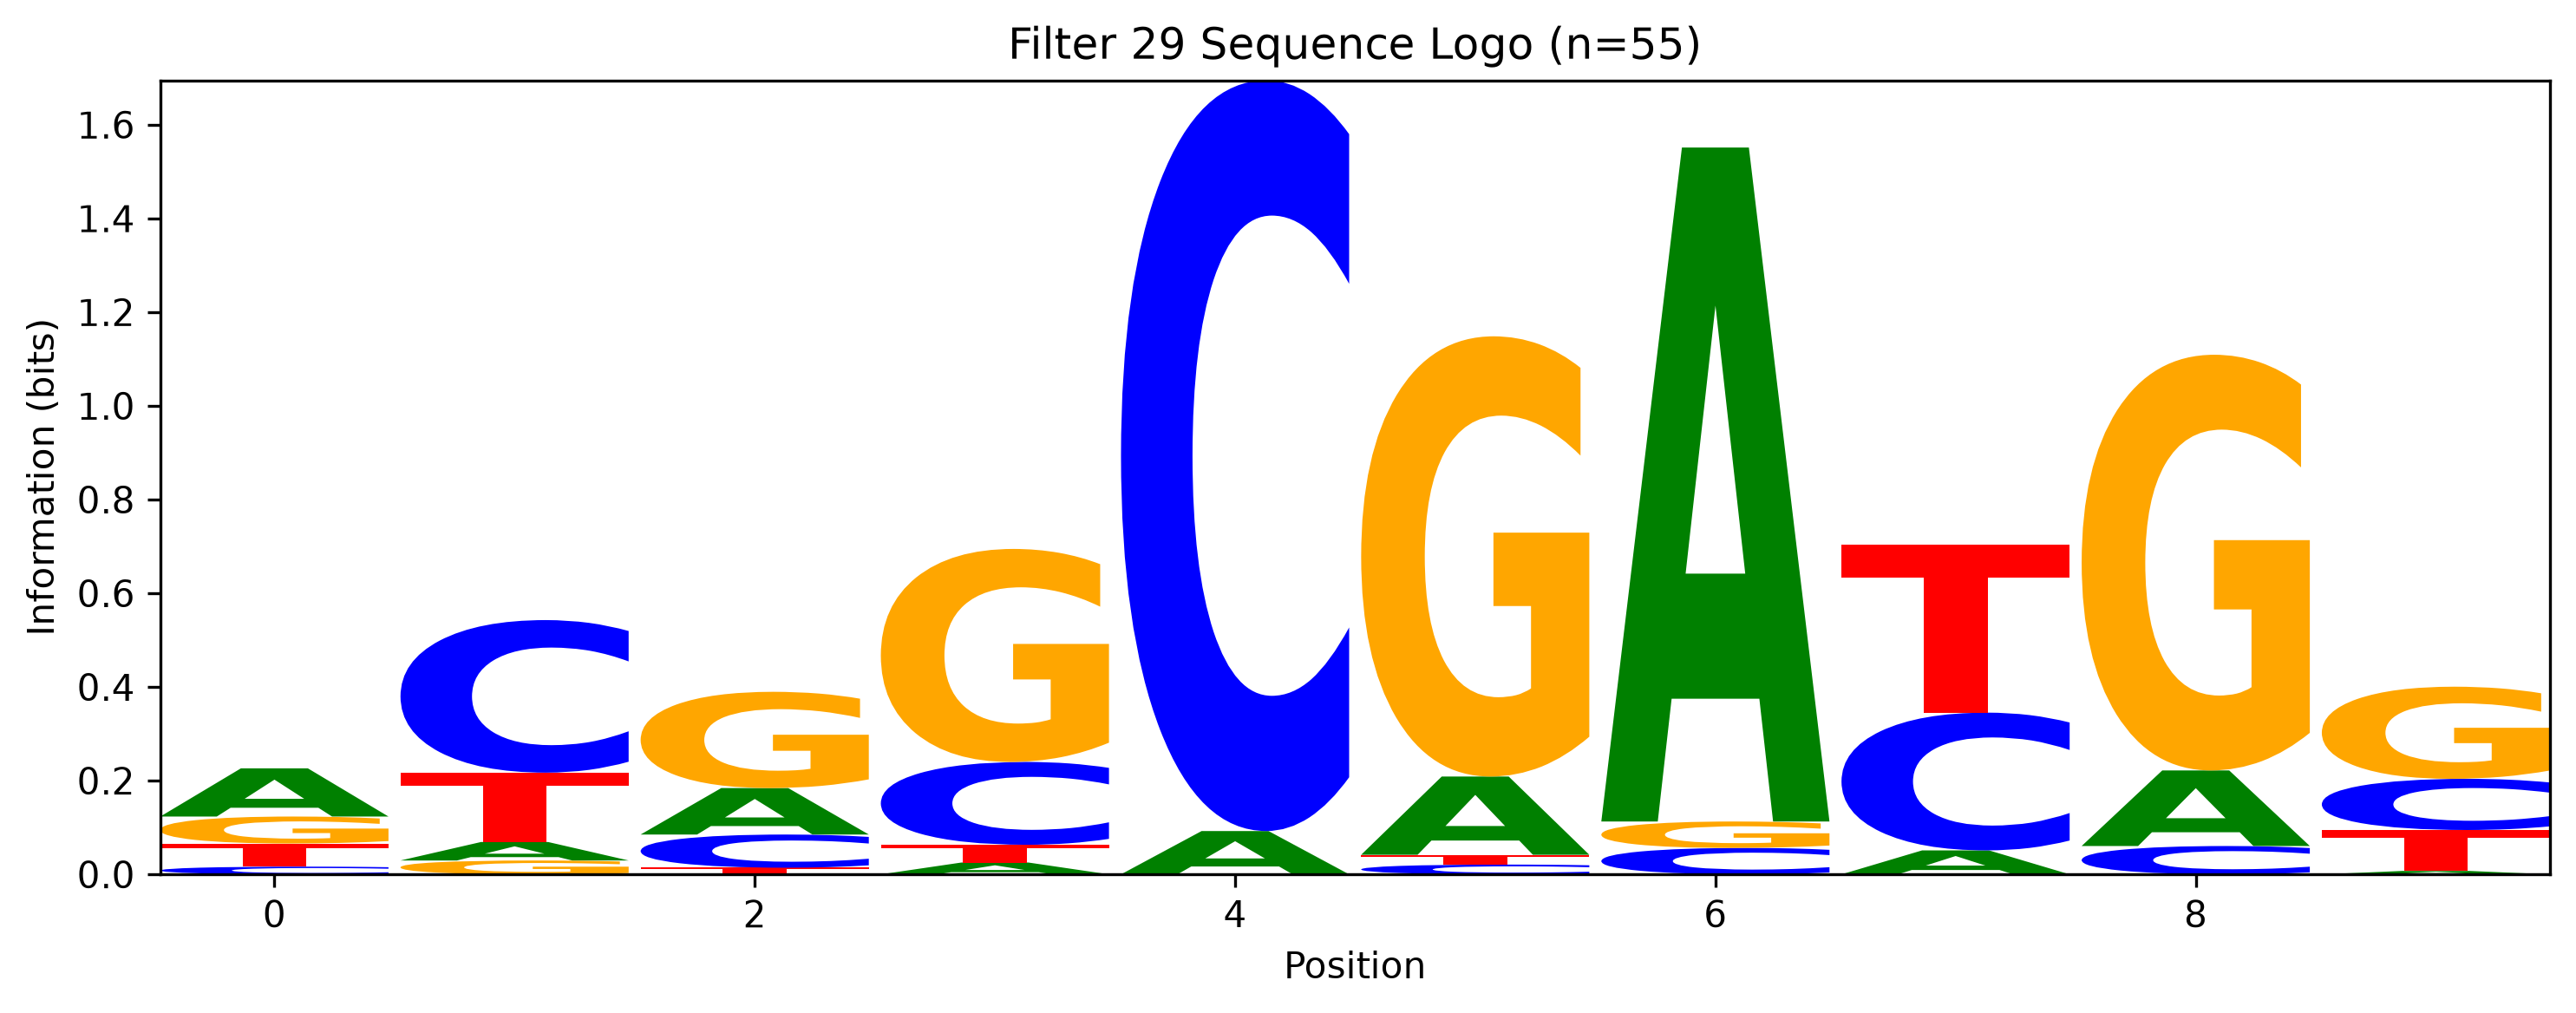 Filter 29 Sequence Logo (n=55)
Information (bits)
1.6
1.4
1.2
1.0
0.8
0.6
0.4
0.2
0.0
A G T C
C T A G
G A C T
G C T A
C A
G A T C
A G C
T C A
G A C
G C T A
0 2 4 6 8
Position